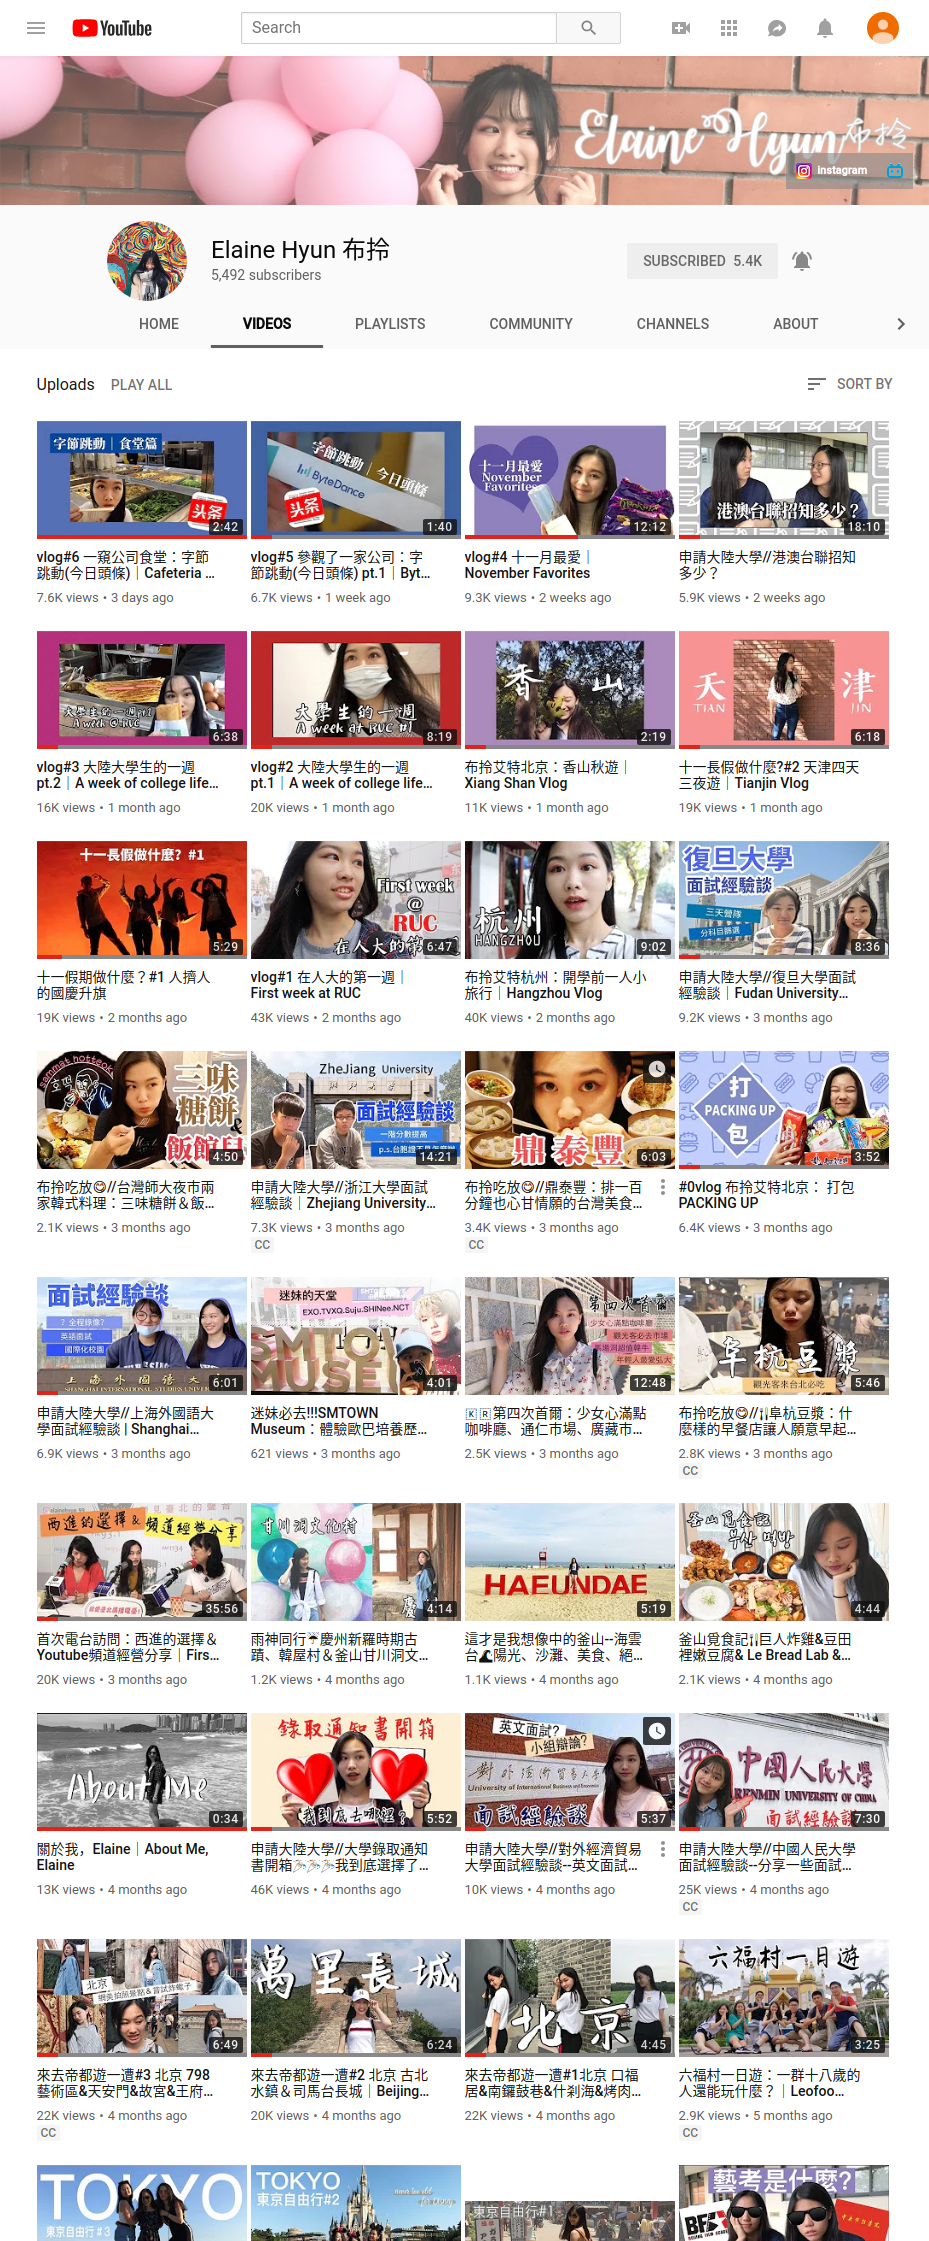 YouTube
Search
Elaine Hyun 布拎
Instagram
Elaine Hyun 布拎
5,492 subscribers
SUBSCRIBED 5.4K
HOME
VIDEOS
PLAYLISTS
COMMUNITY
CHANNELS
ABOUT
Uploads
PLAY ALL
SORT BY
字節跳動｜食堂篇
头条
2:42
字節跳動｜今日頭條
ByteDance
头条
1:40
十一月最愛
November
Favorites
12:12
港澳台聯招知多少？
18:10
vlog#6 一窺公司食堂：字節
跳動(今日頭條)｜Cafeteria ...
7.6K views • 3 days ago
vlog#5 參觀了一家公司：字
節跳動(今日頭條) pt.1｜Byt...
6.7K views • 1 week ago
vlog#4 十一月最愛｜
November Favorites
9.3K views • 2 weeks ago
申請大陸大學//港澳台聯招知
多少？
5.9K views • 2 weeks ago
大學生的一週pt2
A week @ RUC
6:38
大學生的一週
A week at RUC #1
8:19
香山
2:19
天 津
TIAN JIN
6:18
vlog#3 大陸大學生的一週
pt.2｜A week of college life...
16K views • 1 month ago
vlog#2 大陸大學生的一週
pt.1｜A week of college life...
20K views • 1 month ago
布拎艾特北京：香山秋遊｜
Xiang Shan Vlog
11K views • 1 month ago
十一長假做什麼?#2 天津四天
三夜遊｜Tianjin Vlog
19K views • 1 month ago
十一長假做什麼? #1
5:29
First week
@
RUC
在人大的第一週
6:47
杭州
HANGZHOU
9:02
復旦大學
面試經驗談
三天營隊
分科目篩選
8:36
十一假期做什麼？#1 人擠人
的國慶升旗
19K views • 2 months ago
vlog#1 在人大的第一週｜
First week at RUC
43K views • 2 months ago
布拎艾特杭州：開學前一人小
旅行｜Hangzhou Vlog
40K views • 2 months ago
申請大陸大學//復旦大學面試
經驗談｜Fudan University...
9.2K views • 3 months ago
sammat hotteok
호떡
三味
糖餅
&
飯館兒
4:50
ZheJiang University
面試經驗談
一階分數提高
14:21
鼎泰豐
6:03
打
PACKING UP
包
3:52
布拎吃放😋//台灣師大夜市兩
家韓式料理：三味糖餅＆飯...
2.1K views • 3 months ago
申請大陸大學//浙江大學面試
經驗談｜Zhejiang University...
7.3K views • 3 months ago
CC
布拎吃放😋//鼎泰豐：排一百
分鐘也心甘情願的台灣美食...
3.4K views • 3 months ago
CC
#0vlog 布拎艾特北京： 打包
PACKING UP
6.4K views • 3 months ago
面試經驗談
？全程錄像?
英語面試
國際化校園
上海外國語大
SHANGHAI INTERNATIONAL STUDIES UNIVER
6:01
迷妹的天堂
EXO.TVXQ.Suju.SHINee.NCT
SMTOW
MUSE
4:01
第四次首爾
少女心滿點咖啡廳
觀光客必去市場
馬場洞超值韓牛
年輕人最愛弘大
12:48
阜杭豆漿
觀光客來台北必吃
5:46
申請大陸大學//上海外國語大
學面試經驗談 | Shanghai...
6.9K views • 3 months ago
迷妹必去!!!SMTOWN
Museum：體驗歐巴培養歷...
621 views • 3 months ago
🇰🇷第四次首爾：少女心滿點
咖啡廳、通仁市場、廣藏市...
2.5K views • 3 months ago
布拎吃放😋//🍴阜杭豆漿：什
麼樣的早餐店讓人願意早起...
2.8K views • 3 months ago
CC
西進的選擇＆頻道經營分享
35:56
甘川洞文化村
慶
4:14
HAEUNDAE
5:19
釜山覓食記
부산 먹방
4:44
首次電台訪問：西進的選擇＆
Youtube頻道經營分享｜Firs...
20K views • 3 months ago
雨神同行☔慶州新羅時期古
蹟、韓屋村＆釜山甘川洞文...
1.2K views • 4 months ago
這才是我想像中的釜山--海雲
台🌊陽光、沙灘、美食、絕...
1.1K views • 4 months ago
釜山覓食記🍴巨人炸雞&豆田
裡嫩豆腐& Le Bread Lab &...
2.1K views • 4 months ago
About Me
0:34
錄取通知書開箱
我到底去哪裡？
5:52
英文面試?
小組辯論?
對外經濟貿易大學
University of International Business and Economics
面試經驗談
5:37
中國人民大學
RENMIN UNIVERSITY OF CHINA
面試經驗談
7:30
關於我，Elaine｜About Me,
Elaine
13K views • 4 months ago
申請大陸大學//大學錄取通知
書開箱🎉🎉🎉我到底選擇了...
46K views • 4 months ago
申請大陸大學//對外經濟貿易
大學面試經驗談--英文面試...
10K views • 4 months ago
申請大陸大學//中國人民大學
面試經驗談--分享一些面試...
25K views • 4 months ago
CC
北京
網美拍照景點＆嘗試炸蠍子
6:49
萬里長城
6:24
北京
4:45
六福村一日遊
3:25
來去帝都遊一遭#3 北京 798
藝術區&天安門&故宮&王府...
22K views • 4 months ago
CC
來去帝都遊一遭#2 北京 古北
水鎮＆司馬台長城｜Beijing...
20K views • 4 months ago
來去帝都遊一遭#1北京 口福
居&南鑼鼓巷&什剎海&烤肉...
22K views • 4 months ago
六福村一日遊：一群十八歲的
人還能玩什麼？｜Leofoo...
2.9K views • 5 months ago
CC
TOKYO
東京自由行#3
TOKYO
東京自由行#2
東京自由行#1
藝考是什麼?